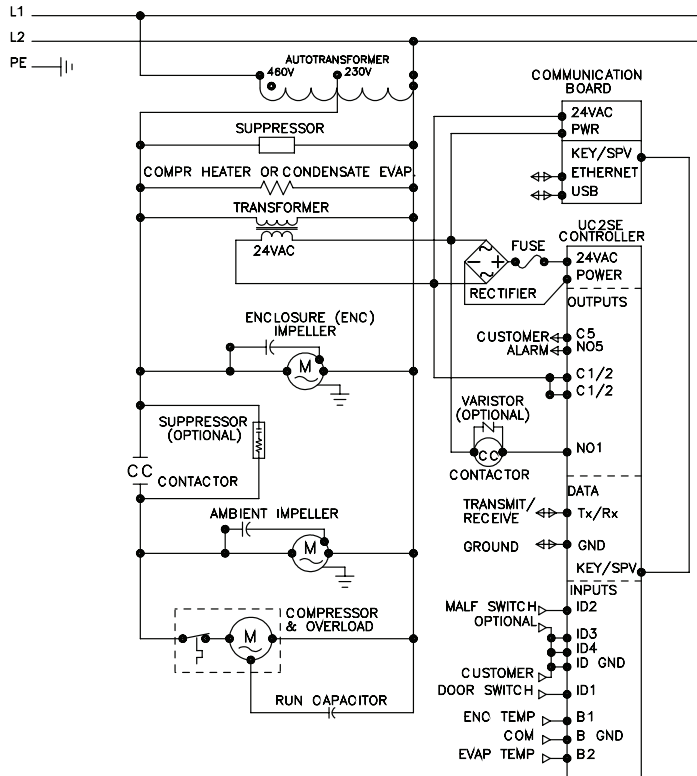 L1
L2
PE
AUTOTRANSFORMER
460V 230V
SUPPRESSOR
COMPR HEATER OR CONDENSATE EVAP.
TRANSFORMER
24VAC
ENCLOSURE (ENC)
IMPELLER
M
SUPPRESSOR
(OPTIONAL)
CC
CONTACTOR
AMBIENT IMPELLER
M
COMPRESSOR
& OVERLOAD
M
RUN CAPACITOR
COMMUNICATION
BOARD
24VAC
PWR
KEY/SPV
ETHERNET
USB
UC2SE
CONTROLLER
FUSE
24VAC
POWER
RECTIFIER
OUTPUTS
CUSTOMER C5
ALARM NO5
C1/2
C1/2
VARISTOR
(OPTIONAL)
CC
NO1
CONTACTOR
DATA
TRANSMIT/
RECEIVE
Tx/Rx
GROUND GND
KEY/SPV
INPUTS
MALF SWITCH ID2
OPTIONAL
ID3
ID4
ID GND
CUSTOMER
DOOR SWITCH ID1
ENC TEMP B1
COM B GND
EVAP TEMP B2